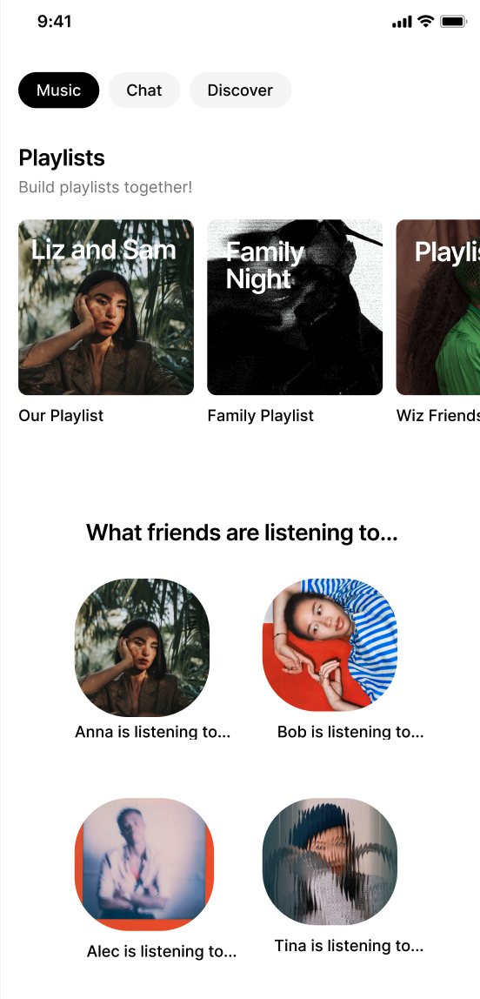 9:41
Music Chat Discover
Playlists
Build playlists together!
Liz and Sam
Family
Night
Our Playlist
Family Playlist
Wiz Friends
What friends are listening to...
Anna is listening to...
Bob is listening to...
Alec is listening to...
Tina is listening to...